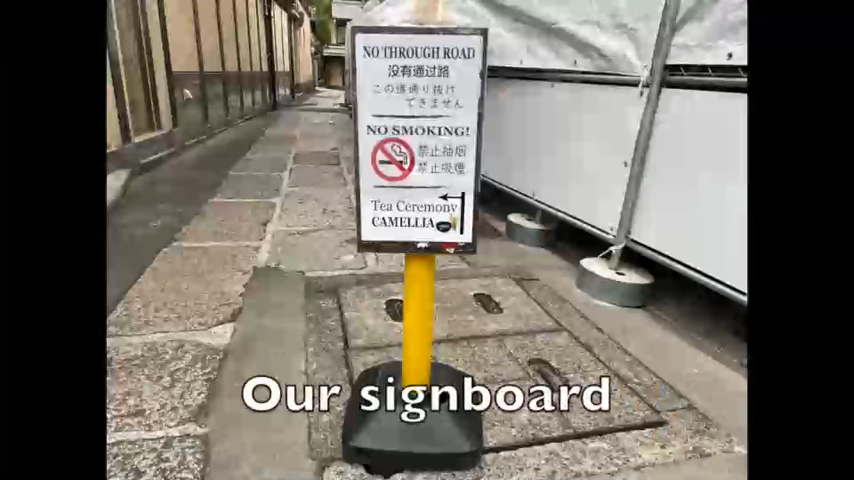 NO THROUGH ROAD
没有通过路
この道通り抜け
できません
NO SMOKING!
禁止抽烟
禁止吸煙
Tea Ceremony
CAMELLIA
Our signboard